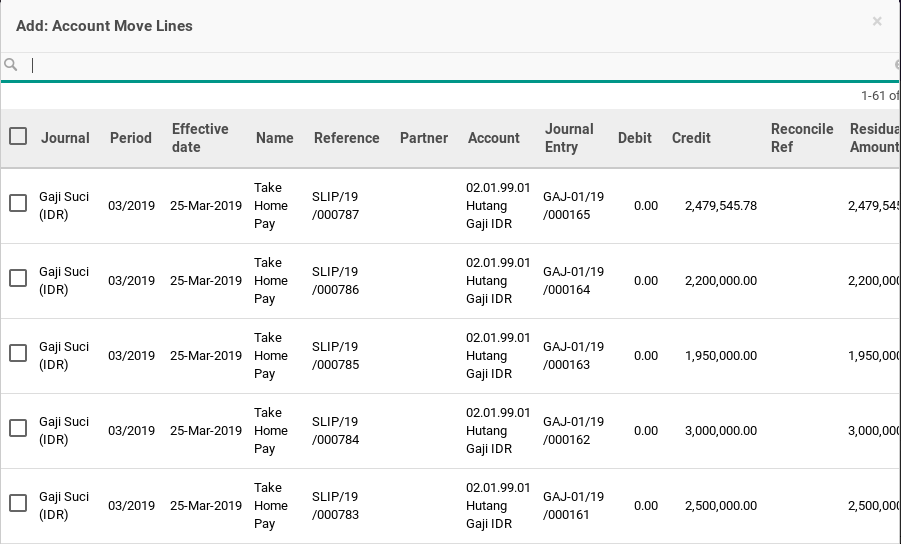 Add: Account Move Lines
×
1-61 of
Journal Period Effective date Name Reference Partner Account Journal Entry Debit Credit Reconcile Ref Residua Amount
Gaji Suci (IDR) 03/2019 25-Mar-2019 Take Home Pay SLIP/19 /000787 02.01.99.01 Hutang Gaji IDR GAJ-01/19 /000165 0.00 2,479,545.78 2,479,545
Gaji Suci (IDR) 03/2019 25-Mar-2019 Take Home Pay SLIP/19 /000786 02.01.99.01 Hutang Gaji IDR GAJ-01/19 /000164 0.00 2,200,000.00 2,200,000
Gaji Suci (IDR) 03/2019 25-Mar-2019 Take Home Pay SLIP/19 /000785 02.01.99.01 Hutang Gaji IDR GAJ-01/19 /000163 0.00 1,950,000.00 1,950,000
Gaji Suci (IDR) 03/2019 25-Mar-2019 Take Home Pay SLIP/19 /000784 02.01.99.01 Hutang Gaji IDR GAJ-01/19 /000162 0.00 3,000,000.00 3,000,000
Gaji Suci (IDR) 03/2019 25-Mar-2019 Take Home Pay SLIP/19 /000783 02.01.99.01 Hutang Gaji IDR GAJ-01/19 /000161 0.00 2,500,000.00 2,500,000